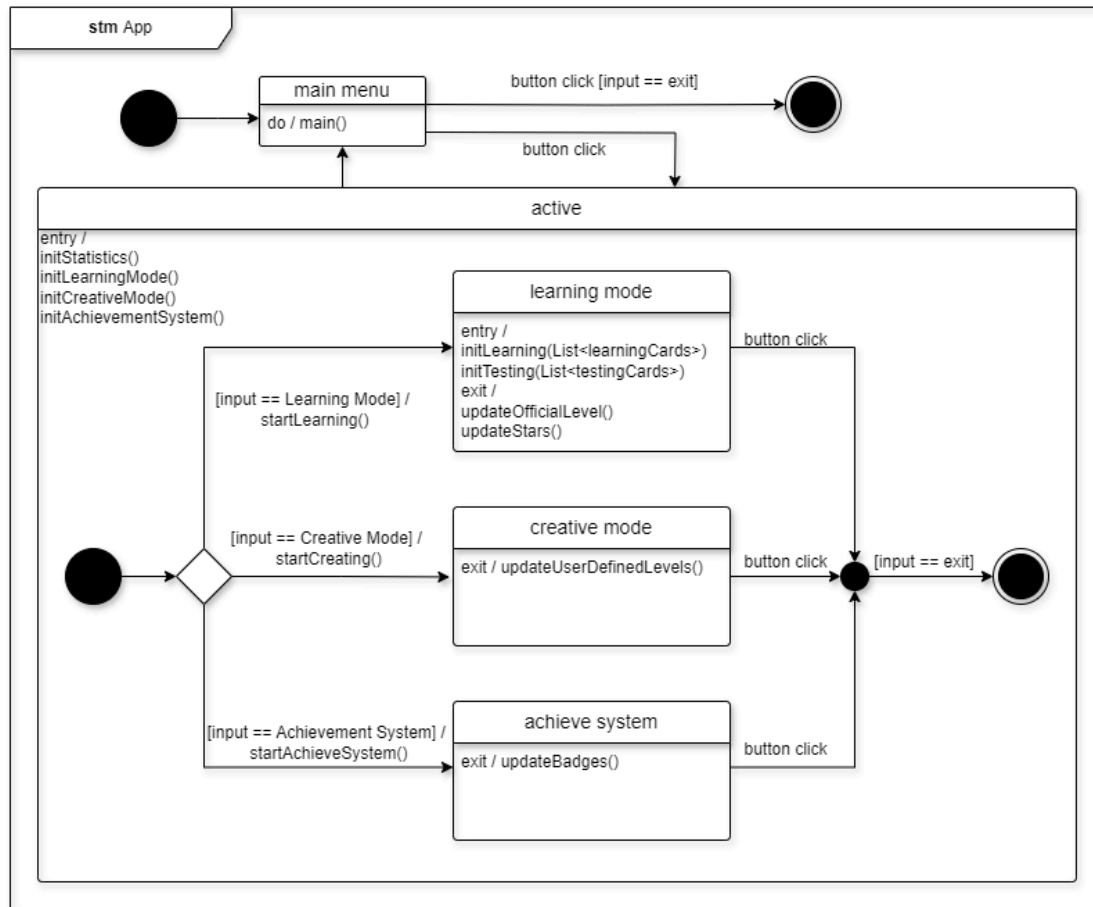 stm App
main menu
do / main()
button click [input == exit]
button click
active
entry /
initStatistics()
initLearningMode()
initCreativeMode()
initAchievementSystem()
learning mode
entry /
initLearning(List<learningCards>)
initTesting(List<testingCards>)
exit /
updateOfficialLevel()
updateStars()
button click
[input == Learning Mode] /
startLearning()
creative mode
exit / updateUserDefinedLevels()
[input == Creative Mode] /
startCreating()
button click
[input == exit]
achieve system
exit / updateBadges()
[input == Achievement System] /
startAchieveSystem()
button click